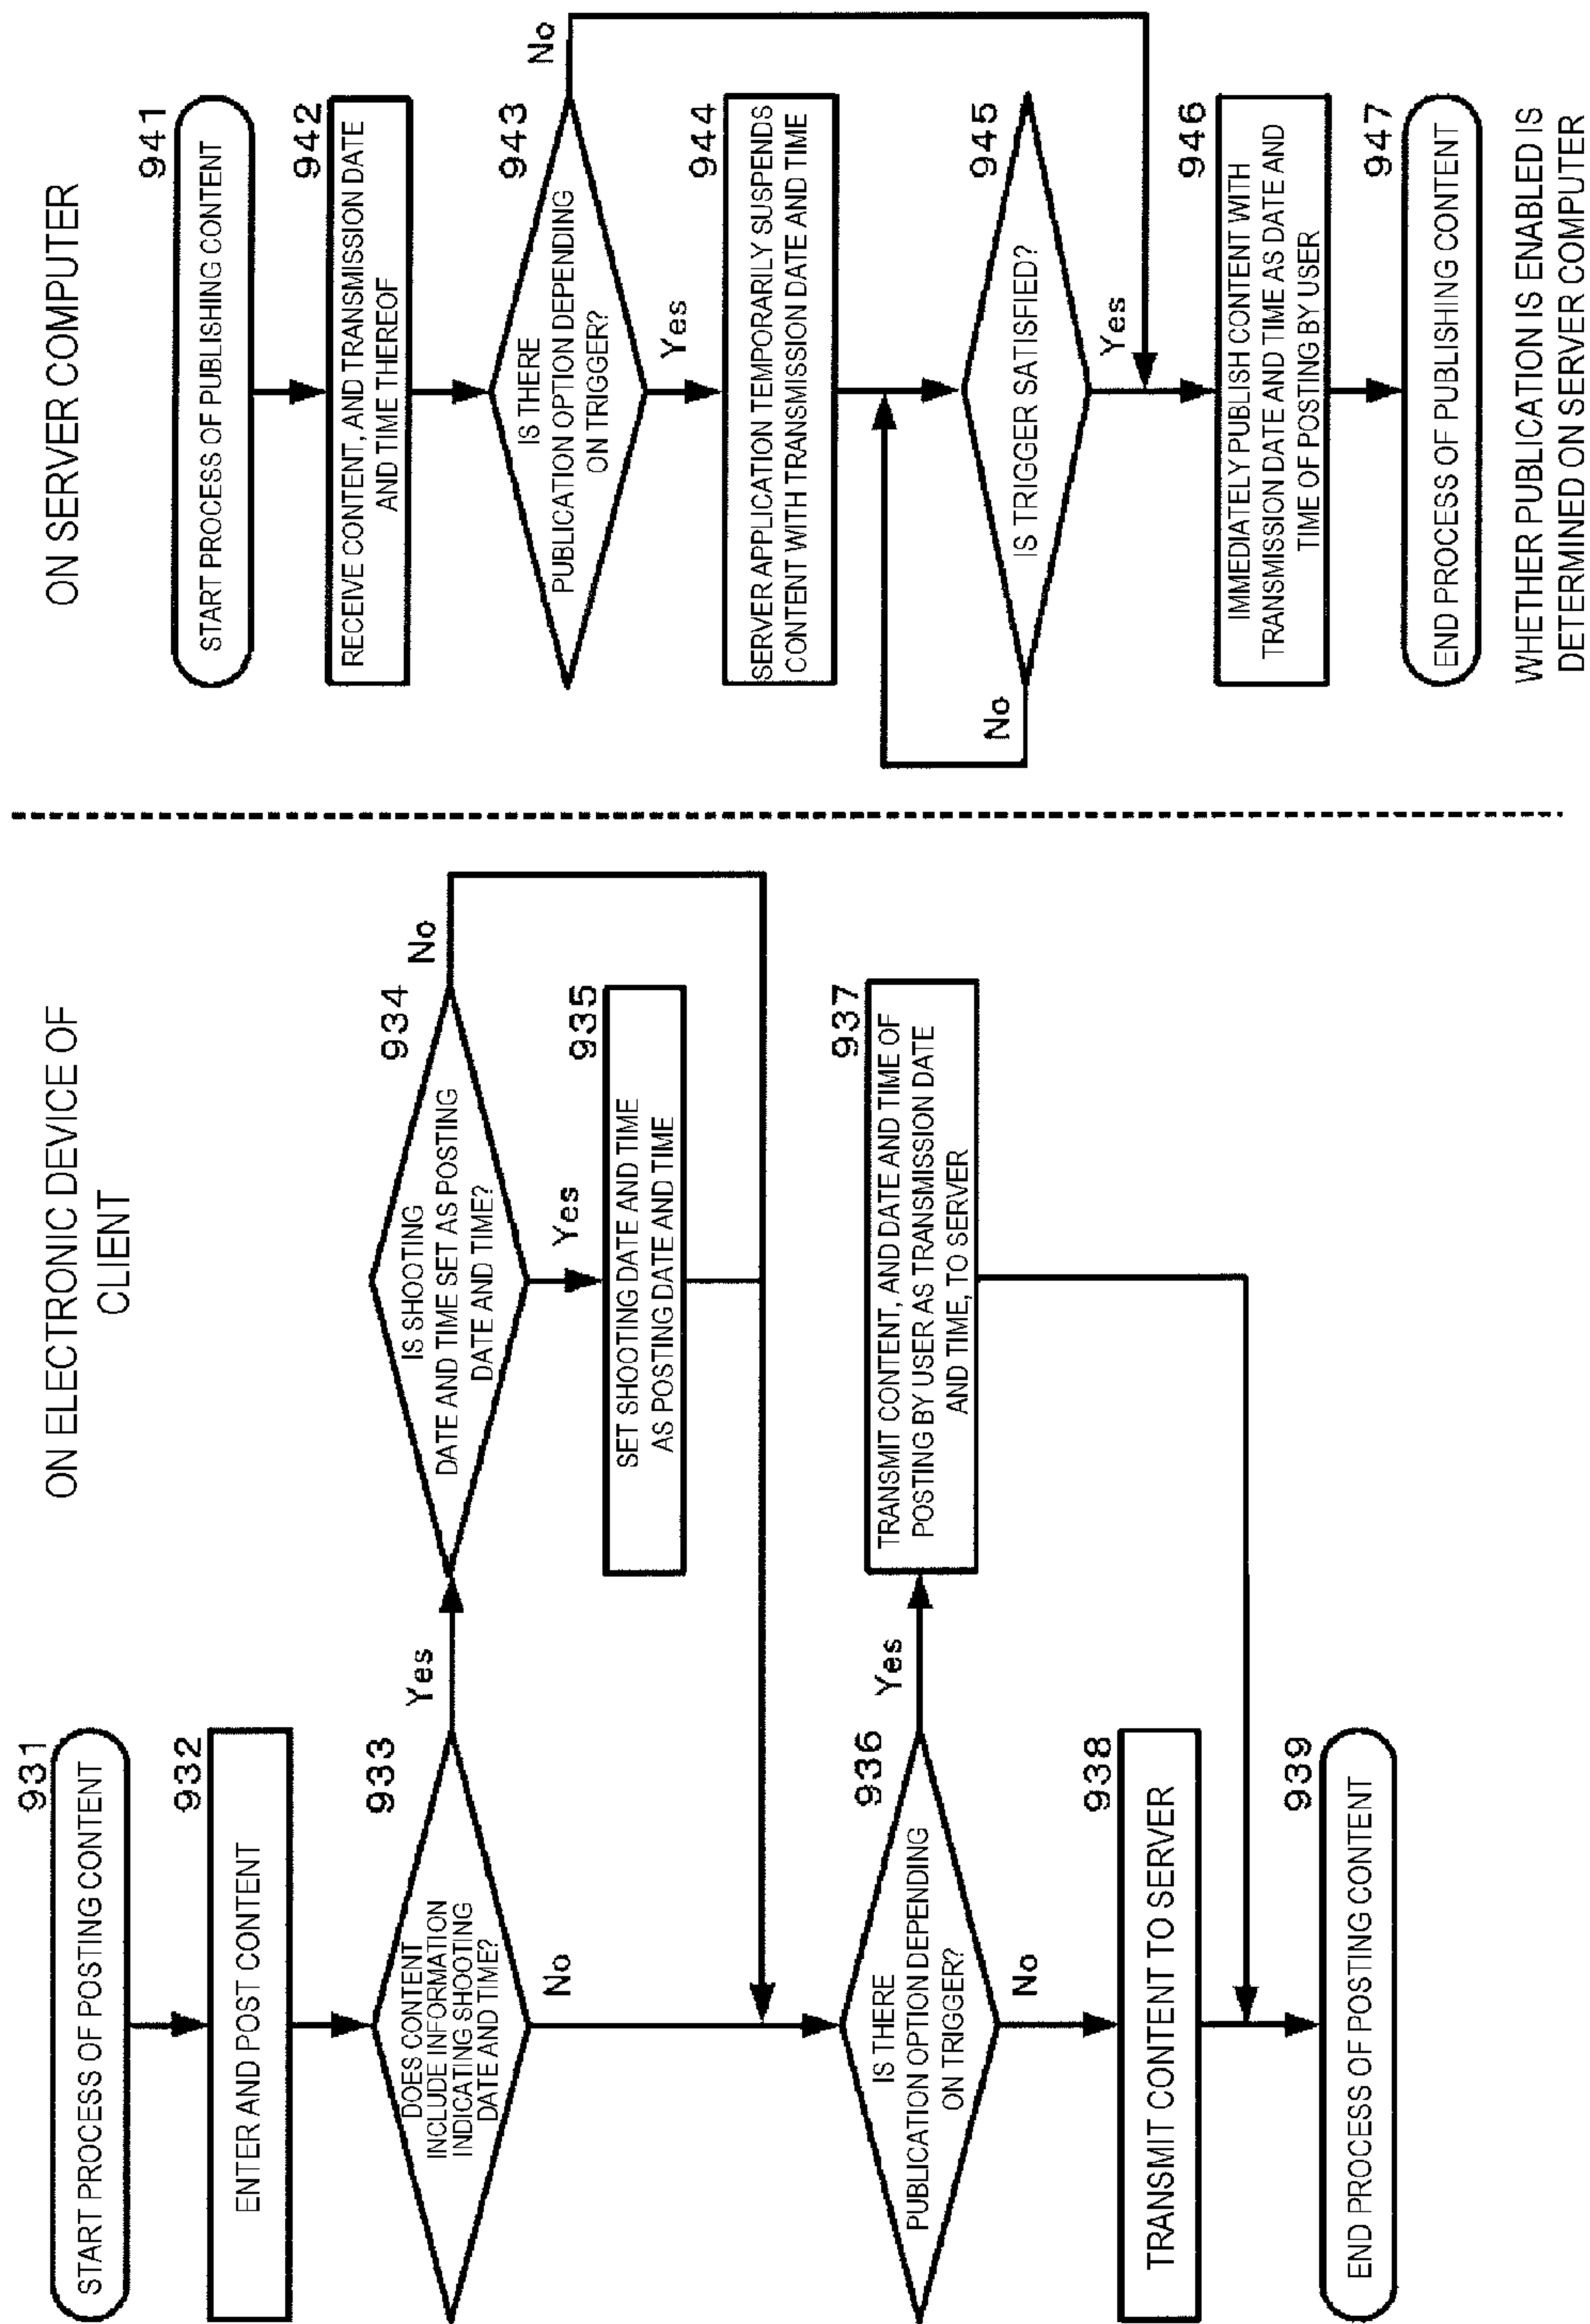 ON ELECTRONIC DEVICE OF
CLIENT
931
START PROCESS OF POSTING CONTENT
932
ENTER AND POST CONTENT
933
DOES CONTENT
INCLUDE INFORMATION
INDICATING SHOOTING
DATE AND TIME?
Yes
No
934
IS SHOOTING
DATE AND TIME SET AS POSTING
DATE AND TIME?
No
Yes
935
SET SHOOTING DATE AND TIME
AS POSTING DATE AND TIME
936
IS THERE
PUBLICATION OPTION DEPENDING
ON TRIGGER?
Yes
No
937
TRANSMIT CONTENT, AND DATE AND TIME OF
POSTING BY USER AS TRANSMISSION DATE
AND TIME, TO SERVER
938
TRANSMIT CONTENT TO SERVER
939
END PROCESS OF POSTING CONTENT
ON SERVER COMPUTER
941
START PROCESS OF PUBLISHING CONTENT
942
RECEIVE CONTENT, AND TRANSMISSION DATE
AND TIME THEREOF
943
IS THERE
PUBLICATION OPTION DEPENDING
ON TRIGGER?
No
Yes
944
SERVER APPLICATION TEMPORARILY SUSPENDS
CONTENT WITH TRANSMISSION DATE AND TIME
945
IS TRIGGER SATISFIED?
No
Yes
946
IMMEDIATELY PUBLISH CONTENT WITH
TRANSMISSION DATE AND TIME AS DATE AND
TIME OF POSTING BY USER
947
END PROCESS OF PUBLISHING CONTENT
WHETHER PUBLICATION IS ENABLED IS
DETERMINED ON SERVER COMPUTER